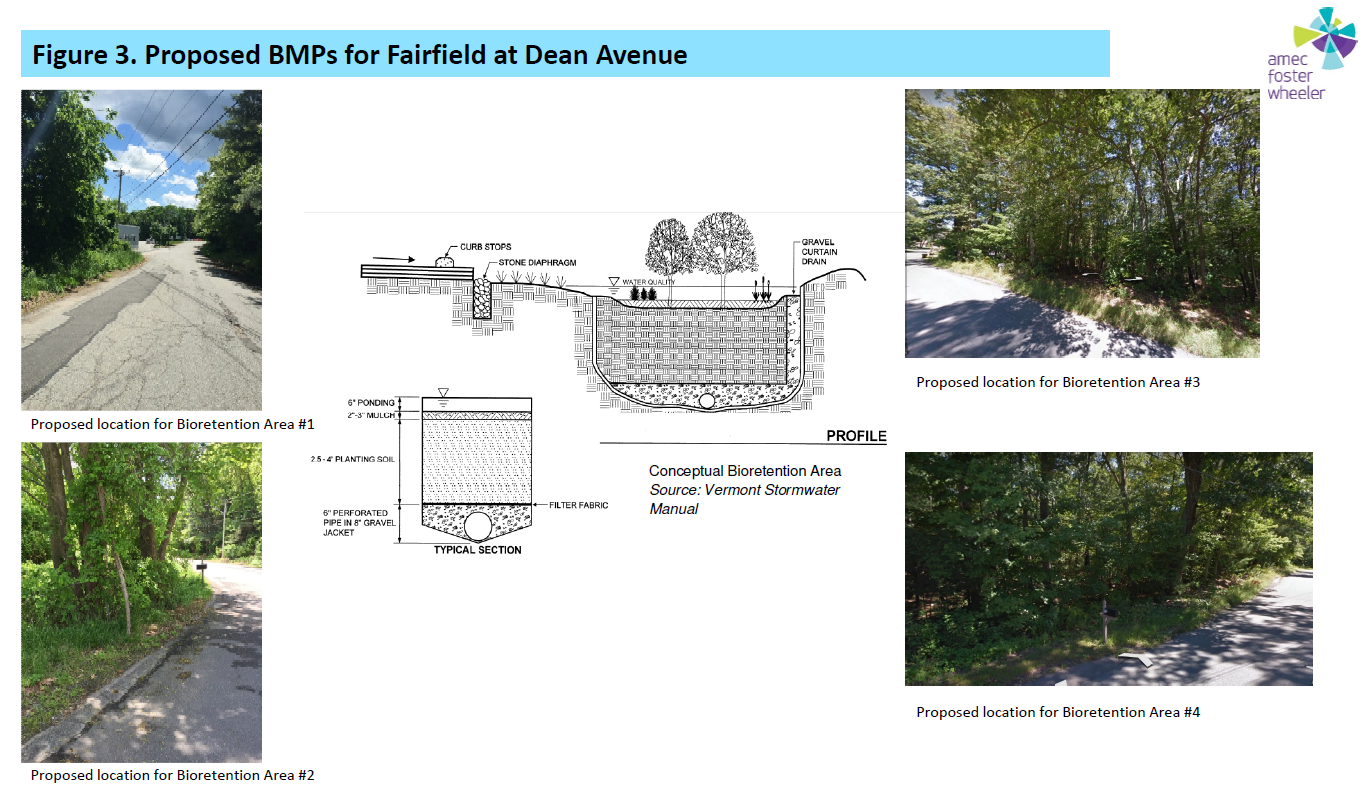 Figure 3. Proposed BMPs for Fairfield at Dean Avenue
amec
foster
wheeler
Proposed location for Bioretention Area #1
Proposed location for Bioretention Area #2
CURB STOPS
STONE DIAPHRAGM
WATER QUALITY
GRAVEL
CURTAIN
DRAIN
PROFILE
6" PONDING
2"-3" MULCH
2.5 - 4' PLANTING SOIL
FILTER FABRIC
6" PERFORATED
PIPE IN 8" GRAVEL
JACKET
TYPICAL SECTION
Conceptual Bioretention Area
Source: Vermont Stormwater
Manual
Proposed location for Bioretention Area #3
Proposed location for Bioretention Area #4